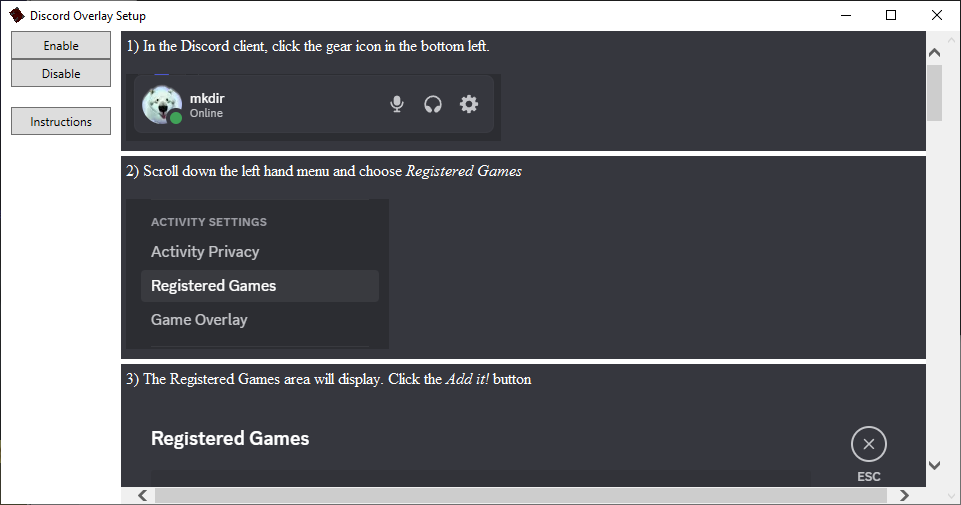 Discord Overlay Setup
Enable
Disable
Instructions
1) In the Discord client, click the gear icon in the bottom left.
mkdir
Online
2) Scroll down the left hand menu and choose Registered Games
ACTIVITY SETTINGS
Activity Privacy
Registered Games
Game Overlay
3) The Registered Games area will display. Click the Add it! button
Registered Games
ESC